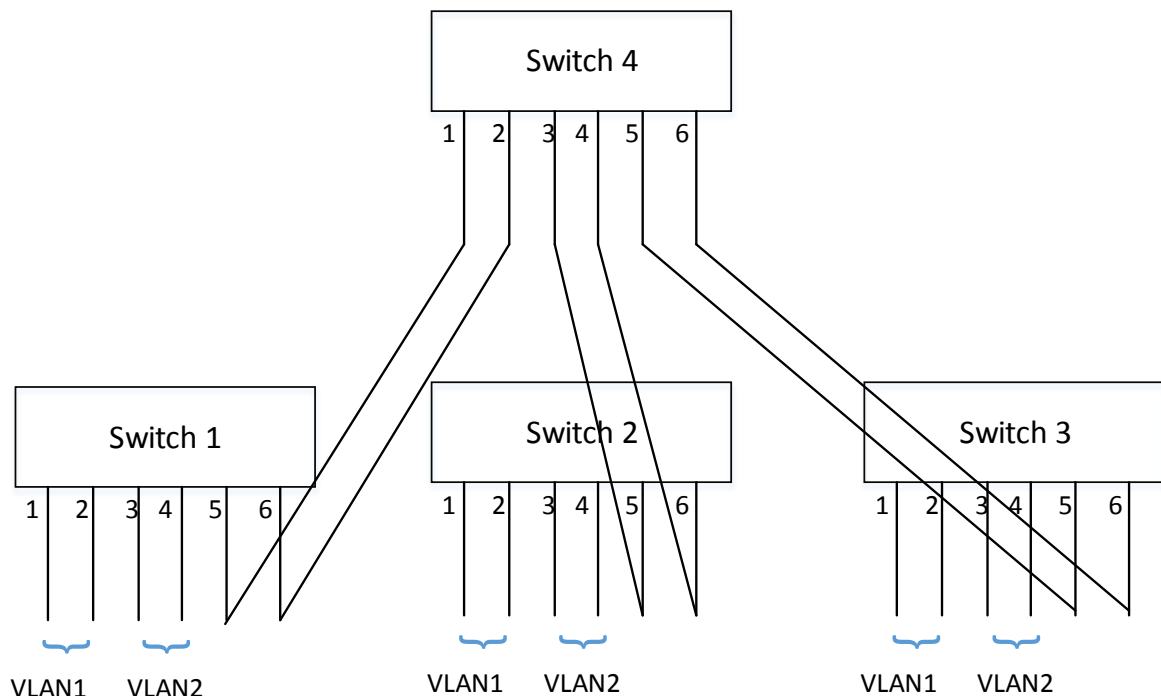 Switch 4
1 2 3 4 5 6
Switch 1 Switch 2 Switch 3
1 2 3 4 5 6 1 2 3 4 5 6 1 2 3 4 5 6
VLAN1 VLAN2 VLAN1 VLAN2 VLAN1 VLAN2